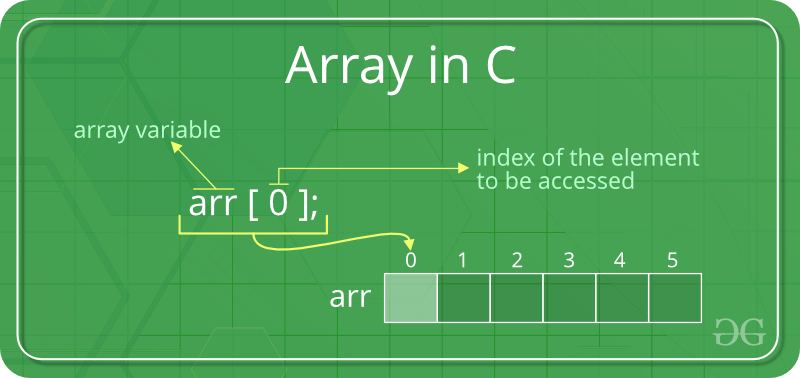 Array in C
array variable
index of the element
to be accessed
arr [ 0 ];
0 1 2 3 4 5
arr